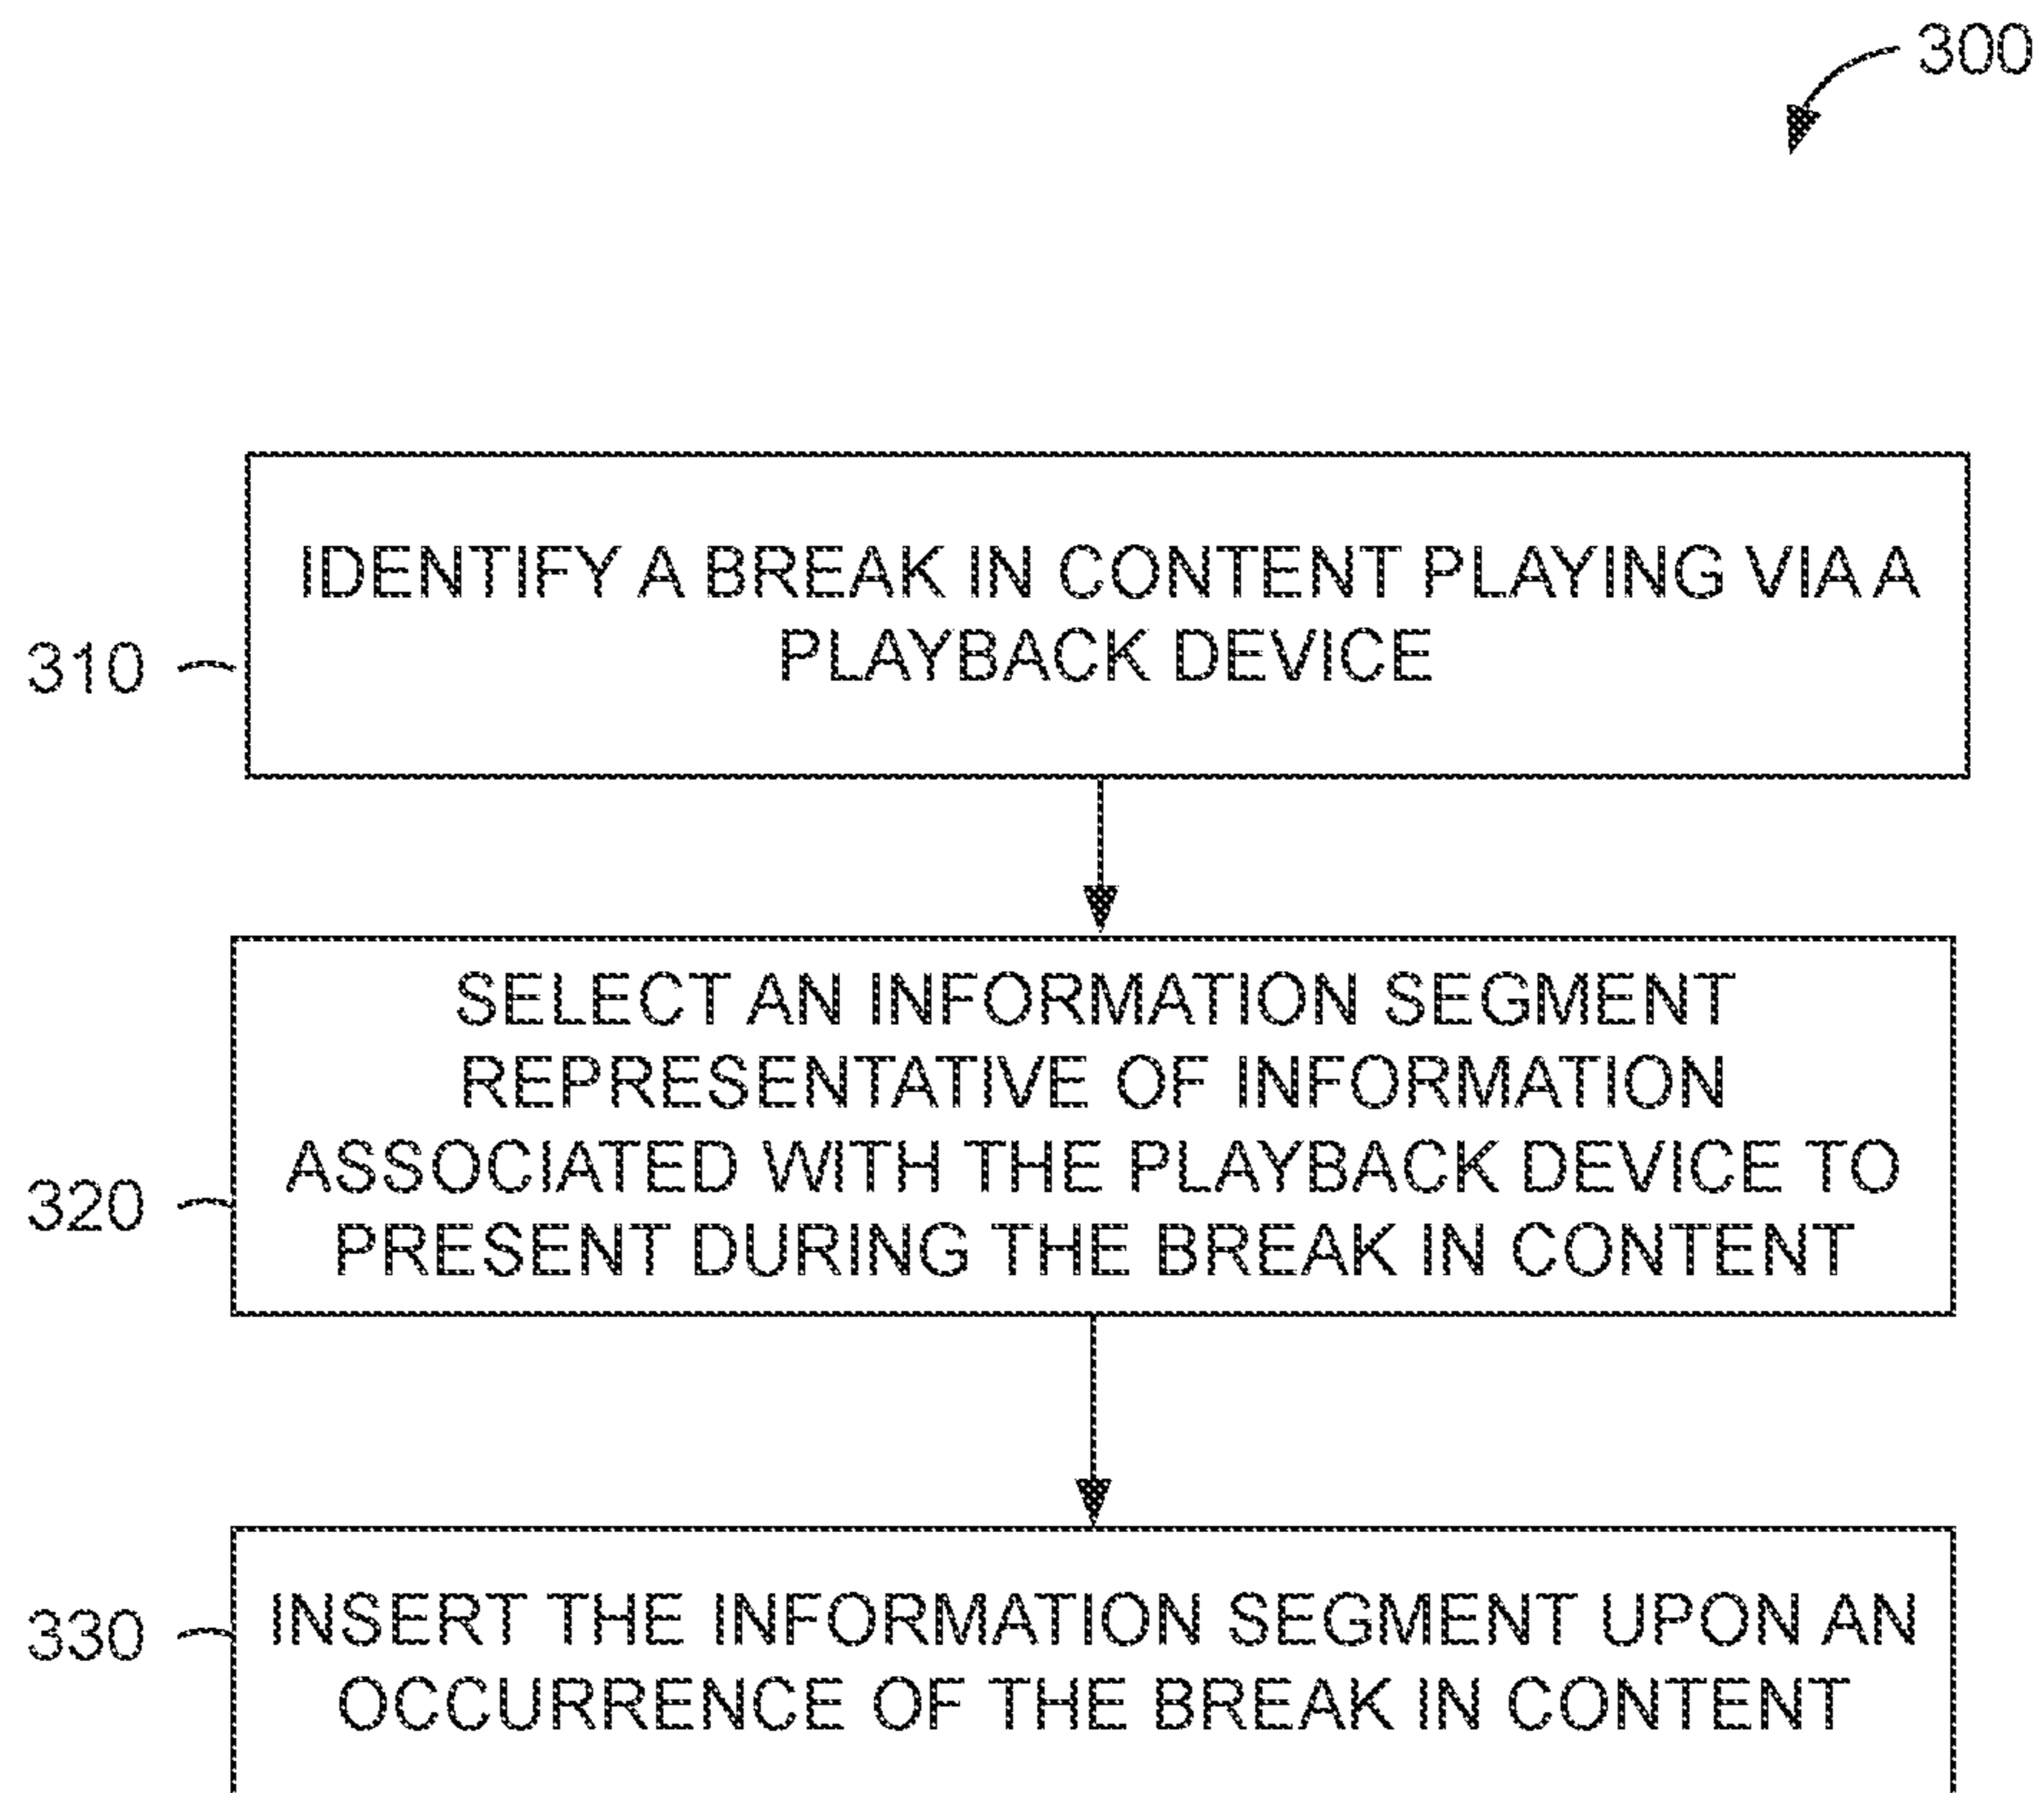 300
IDENTIFY A BREAK IN CONTENT PLAYING VIA A
PLAYBACK DEVICE
310
SELECT AN INFORMATION SEGMENT
REPRESENTATIVE OF INFORMATION
ASSOCIATED WITH THE PLAYBACK DEVICE TO
PRESENT DURING THE BREAK IN CONTENT
320
INSERT THE INFORMATION SEGMENT UPON AN
OCCURRENCE OF THE BREAK IN CONTENT
330